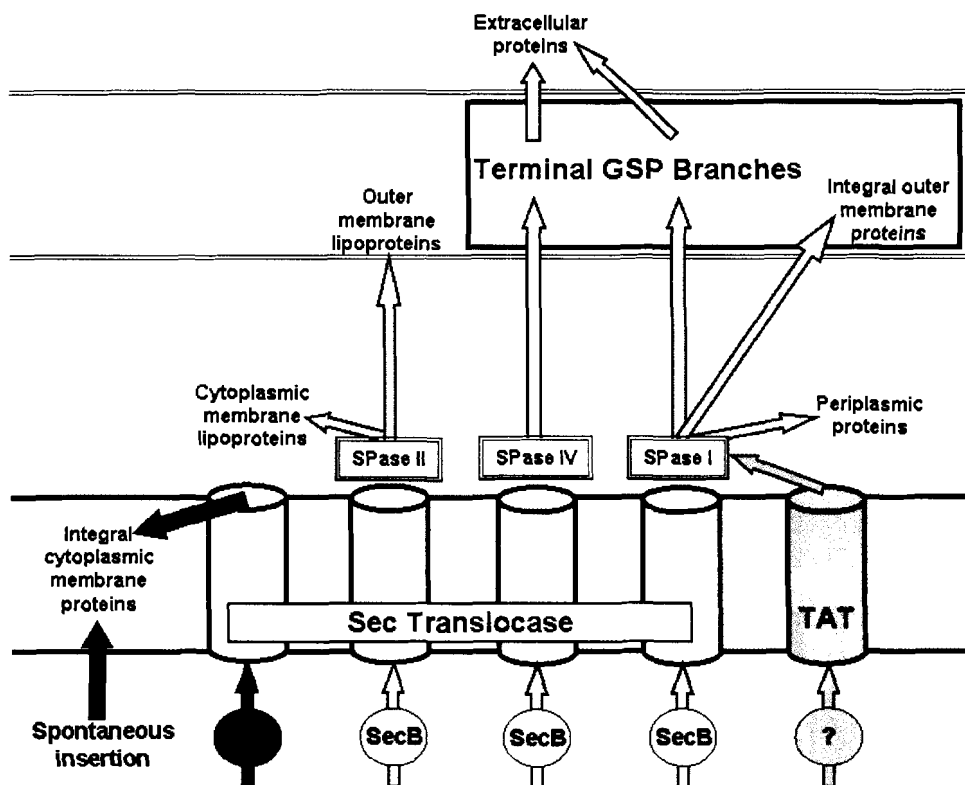 Extracellular
proteins
Terminal GSP Branches
Integral outer
membrane
proteins
Outer
membrane
lipoproteins
Cytoplasmic
membrane
lipoproteins
Periplasmic
proteins
SPase II
SPase IV
SPase I
Integral
cytoplasmic
membrane
proteins
Sec Translocase
TAT
Spontaneous
insertion
SecB
SecB
SecB
?